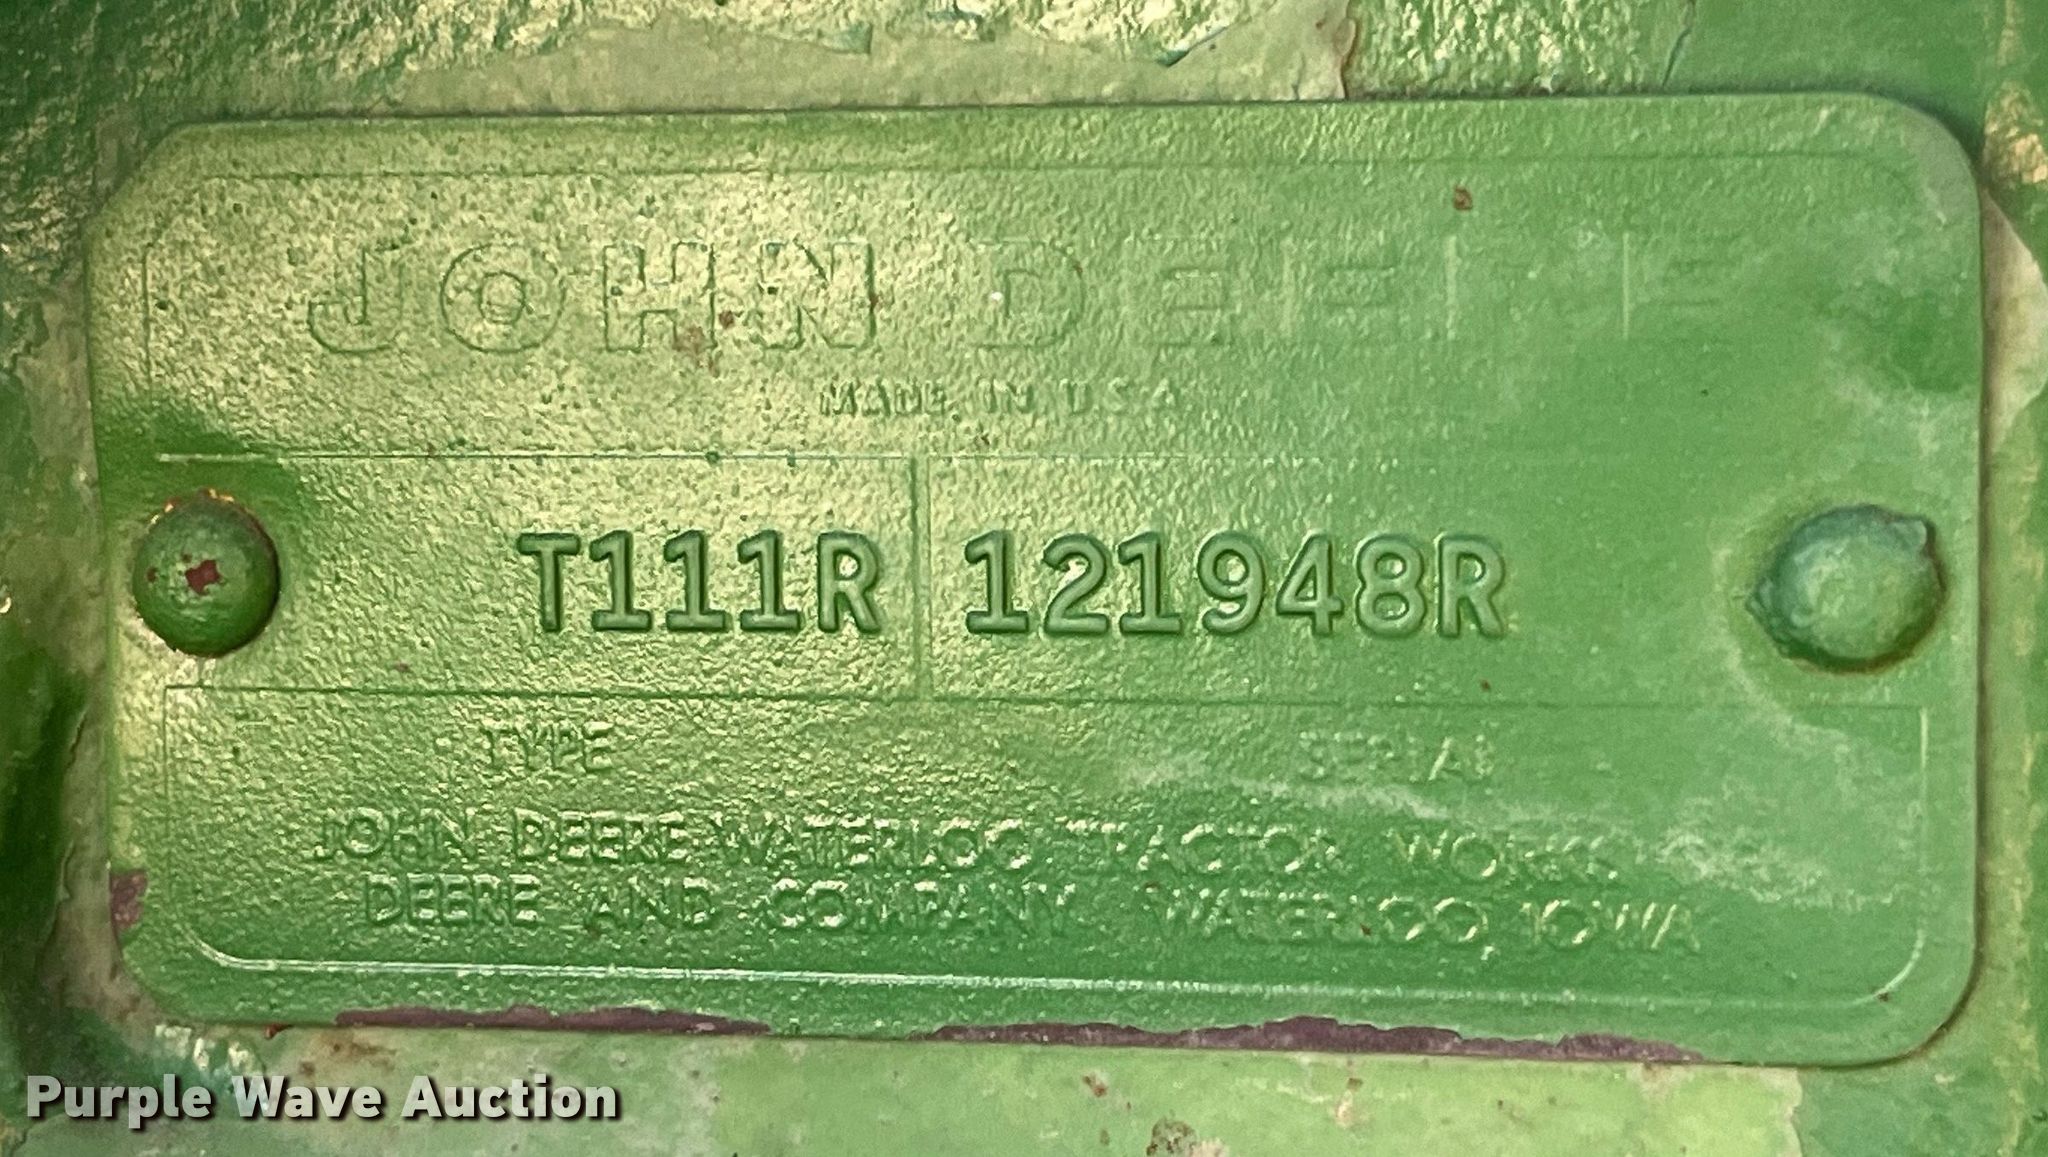 JOHN DEERE
MADE IN U.S.A.
T111R 121948R
TYPE SERIAL
JOHN DEERE WATERLOO TRACTOR WORKS
DEERE AND COMPANY WATERLOO, IOWA
Purple Wave Auction